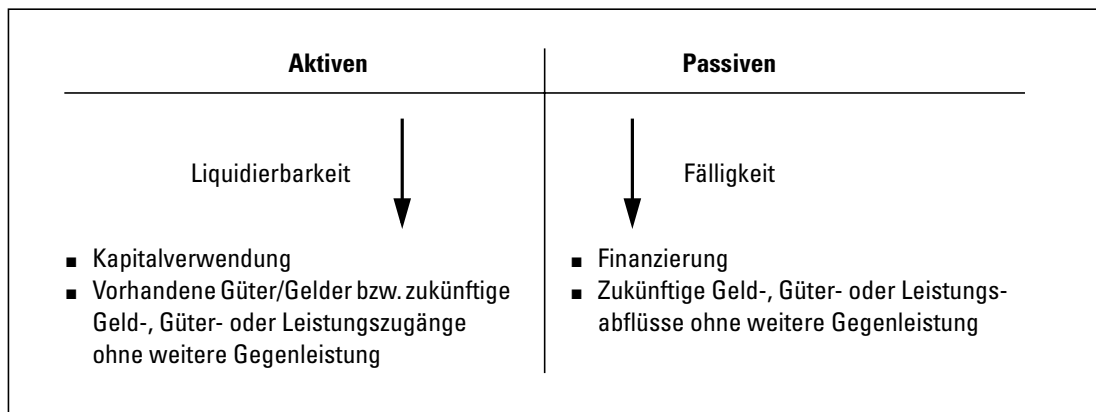 Aktiven
Passiven
Liquidierbarkeit
Fälligkeit
▪ Kapitalverwendung
▪ Vorhandene Güter/Gelder bzw. zukünftige
Geld-, Güter- oder Leistungszugänge
ohne weitere Gegenleistung
▪ Finanzierung
▪ Zukünftige Geld-, Güter- oder Leistungs-
abflüsse ohne weitere Gegenleistung